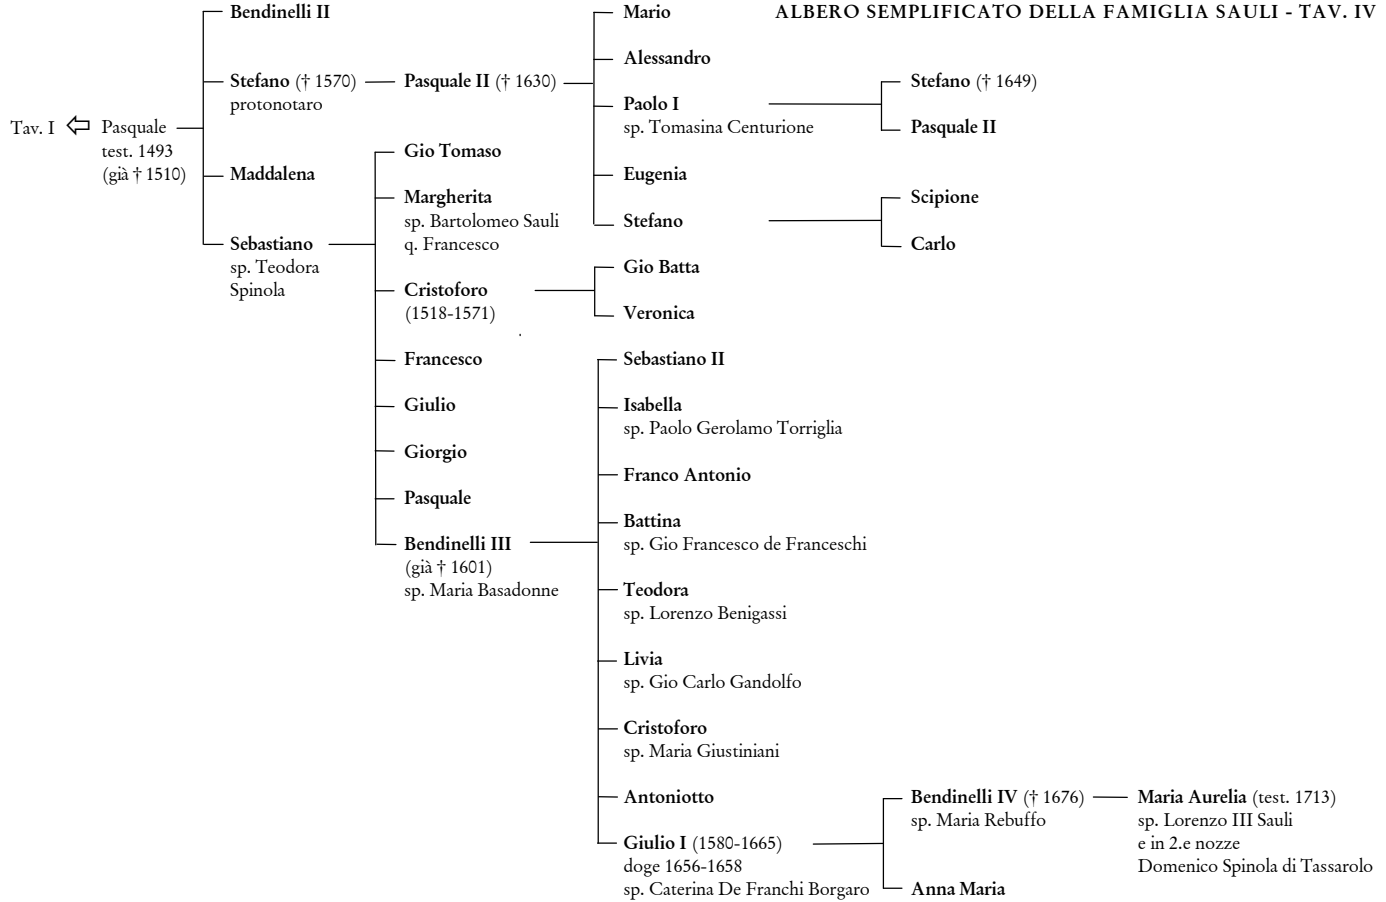 ALBERO SEMPLIFICATO DELLA FAMIGLIA SAULI - TAV. IV
Tav. I
Pasquale
test. 1493
(già † 1510)
Bendinelli II
Stefano († 1570)
protonotaro
Maddalena
Sebastiano
sp. Teodora
Spinola
Pasquale II († 1630)
Gio Tomaso
Margherita
sp. Bartolomeo Sauli
q. Francesco
Cristoforo
(1518-1571)
Francesco
Giulio
Giorgio
Pasquale
Bendinelli III
(già † 1601)
sp. Maria Basadonne
Mario
Alessandro
Paolo I
sp. Tomasina Centurione
Eugenia
Stefano
Gio Batta
Veronica
Sebastiano II
Isabella
sp. Paolo Gerolamo Torriglia
Franco Antonio
Battina
sp. Gio Francesco de Franceschi
Teodora
sp. Lorenzo Benigassi
Livia
sp. Gio Carlo Gandolfo
Cristoforo
sp. Maria Giustiniani
Antoniotto
Giulio I (1580-1665)
doge 1656-1658
sp. Caterina De Franchi Borgaro
Stefano († 1649)
Pasquale II
Scipione
Carlo
Bendinelli IV († 1676)
sp. Maria Rebuffo
Anna Maria
Maria Aurelia (test. 1713)
sp. Lorenzo III Sauli
e in 2.e nozze
Domenico Spinola di Tassarolo